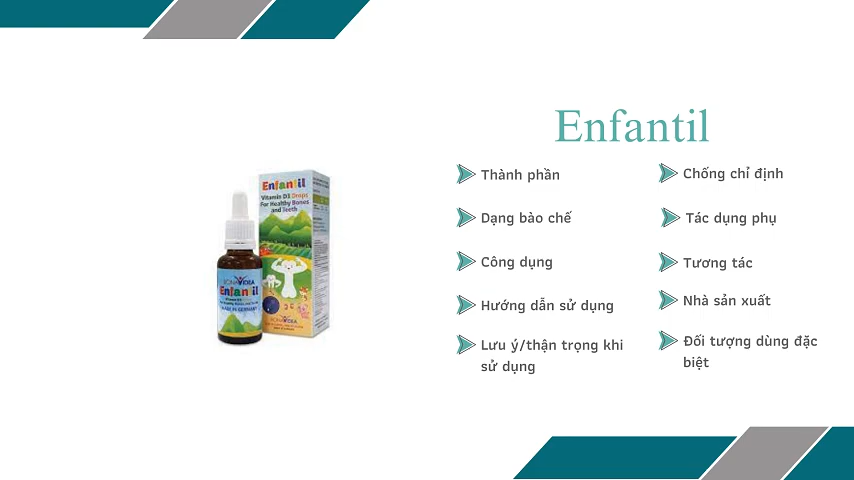 Enfantil
Vitamin D3 Drops
For Healthy Bones
and Teeth
BONAVIDEA
Enfantil
MADE IN GERMANY
Enfantil
Thành phần
Dạng bào chế
Công dụng
Hướng dẫn sử dụng
Lưu ý/thận trọng khi
sử dụng
Chống chỉ định
Tác dụng phụ
Tương tác
Nhà sản xuất
Đối tượng dùng đặc
biệt